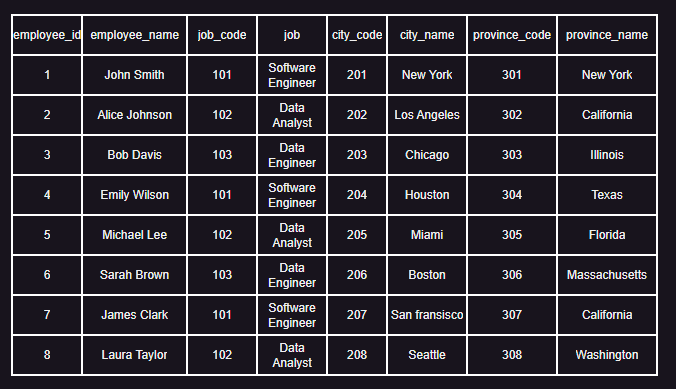 employee_id employee_name job_code job city_code city_name province_code province_name
1 John Smith 101 Software Engineer 201 New York 301 New York
2 Alice Johnson 102 Data Analyst 202 Los Angeles 302 California
3 Bob Davis 103 Data Engineer 203 Chicago 303 Illinois
4 Emily Wilson 101 Software Engineer 204 Houston 304 Texas
5 Michael Lee 102 Data Analyst 205 Miami 305 Florida
6 Sarah Brown 103 Data Engineer 206 Boston 306 Massachusetts
7 James Clark 101 Software Engineer 207 San fransisco 307 California
8 Laura Taylor 102 Data Analyst 208 Seattle 308 Washington